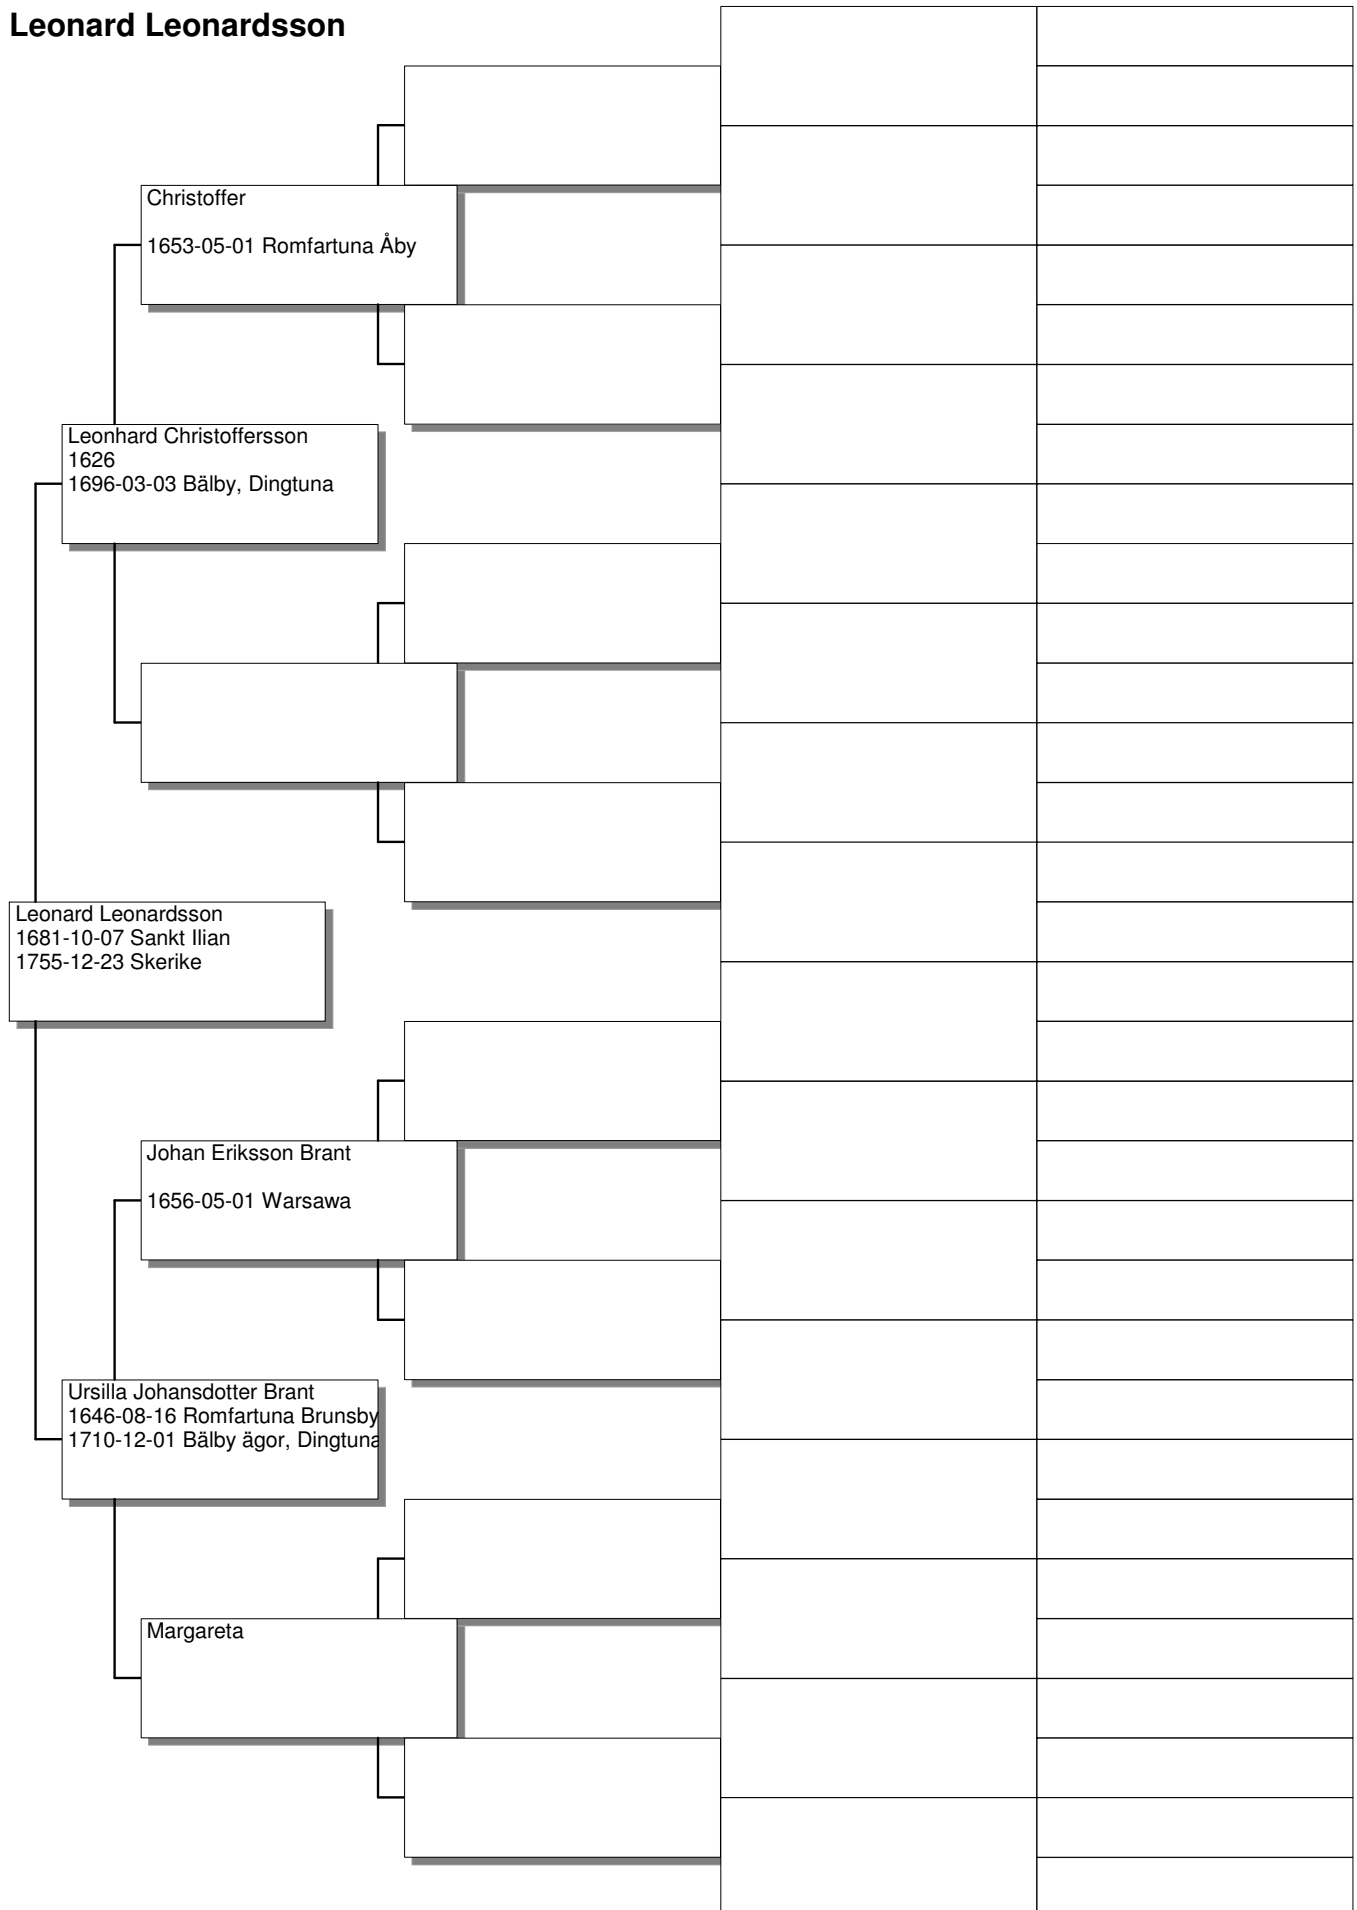 Leonard Leonardsson
Christoffer
1653-05-01 Romfartuna Åby
Leonhard Christoffersson
1626
1696-03-03 Bälby, Dingtuna
Leonard Leonardsson
1681-10-07 Sankt Ilian
1755-12-23 Skerike
Johan Eriksson Brant
1656-05-01 Warsawa
Ursilla Johansdotter Brant
1646-08-16 Romfartuna Brunsby
1710-12-01 Bälby ägor, Dingtuna
Margareta